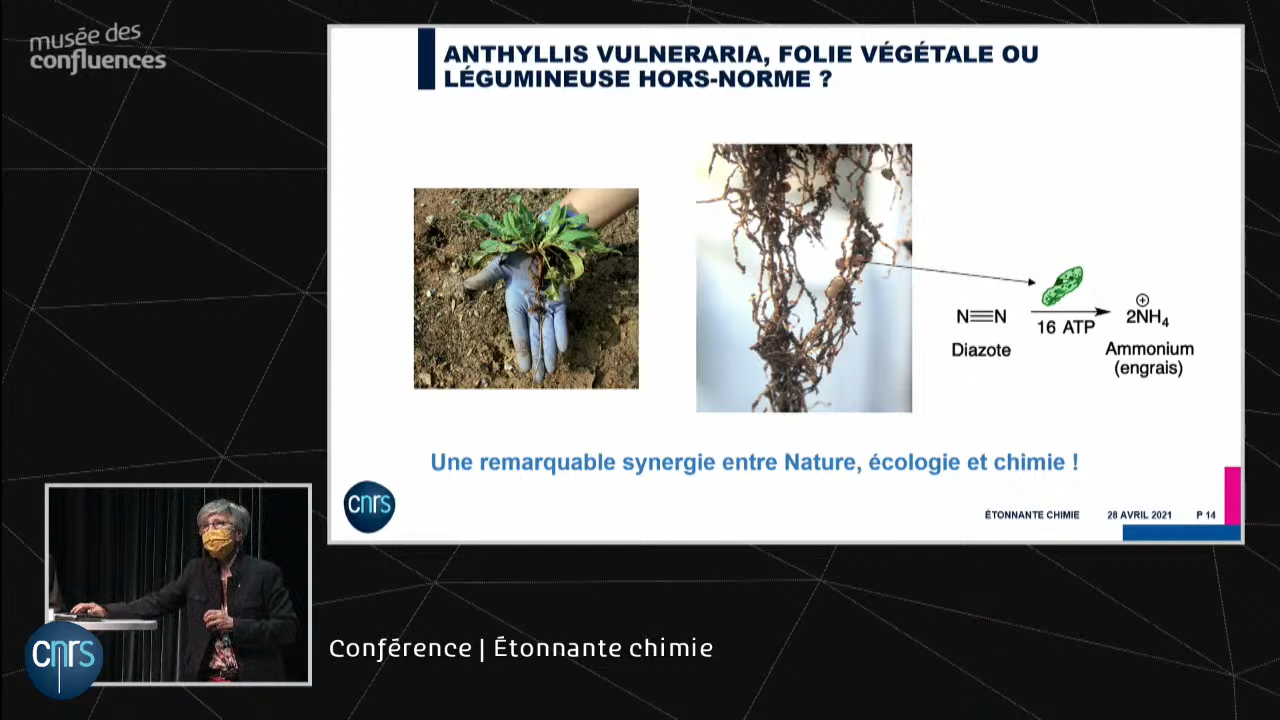 musée des
confluences
ANTHYLLIS VULNERARIA, FOLIE VÉGÉTALE OU
LÉGUMINEUSE HORS-NORME ?
N≡N
16 ATP
⊕
2NH₄
Diazote
Ammonium
(engrais)
Une remarquable synergie entre Nature, écologie et chimie !
cnrs
ÉTONNANTE CHIMIE 28 AVRIL 2021 P 14
cnrs
Conférence | Étonnante chimie